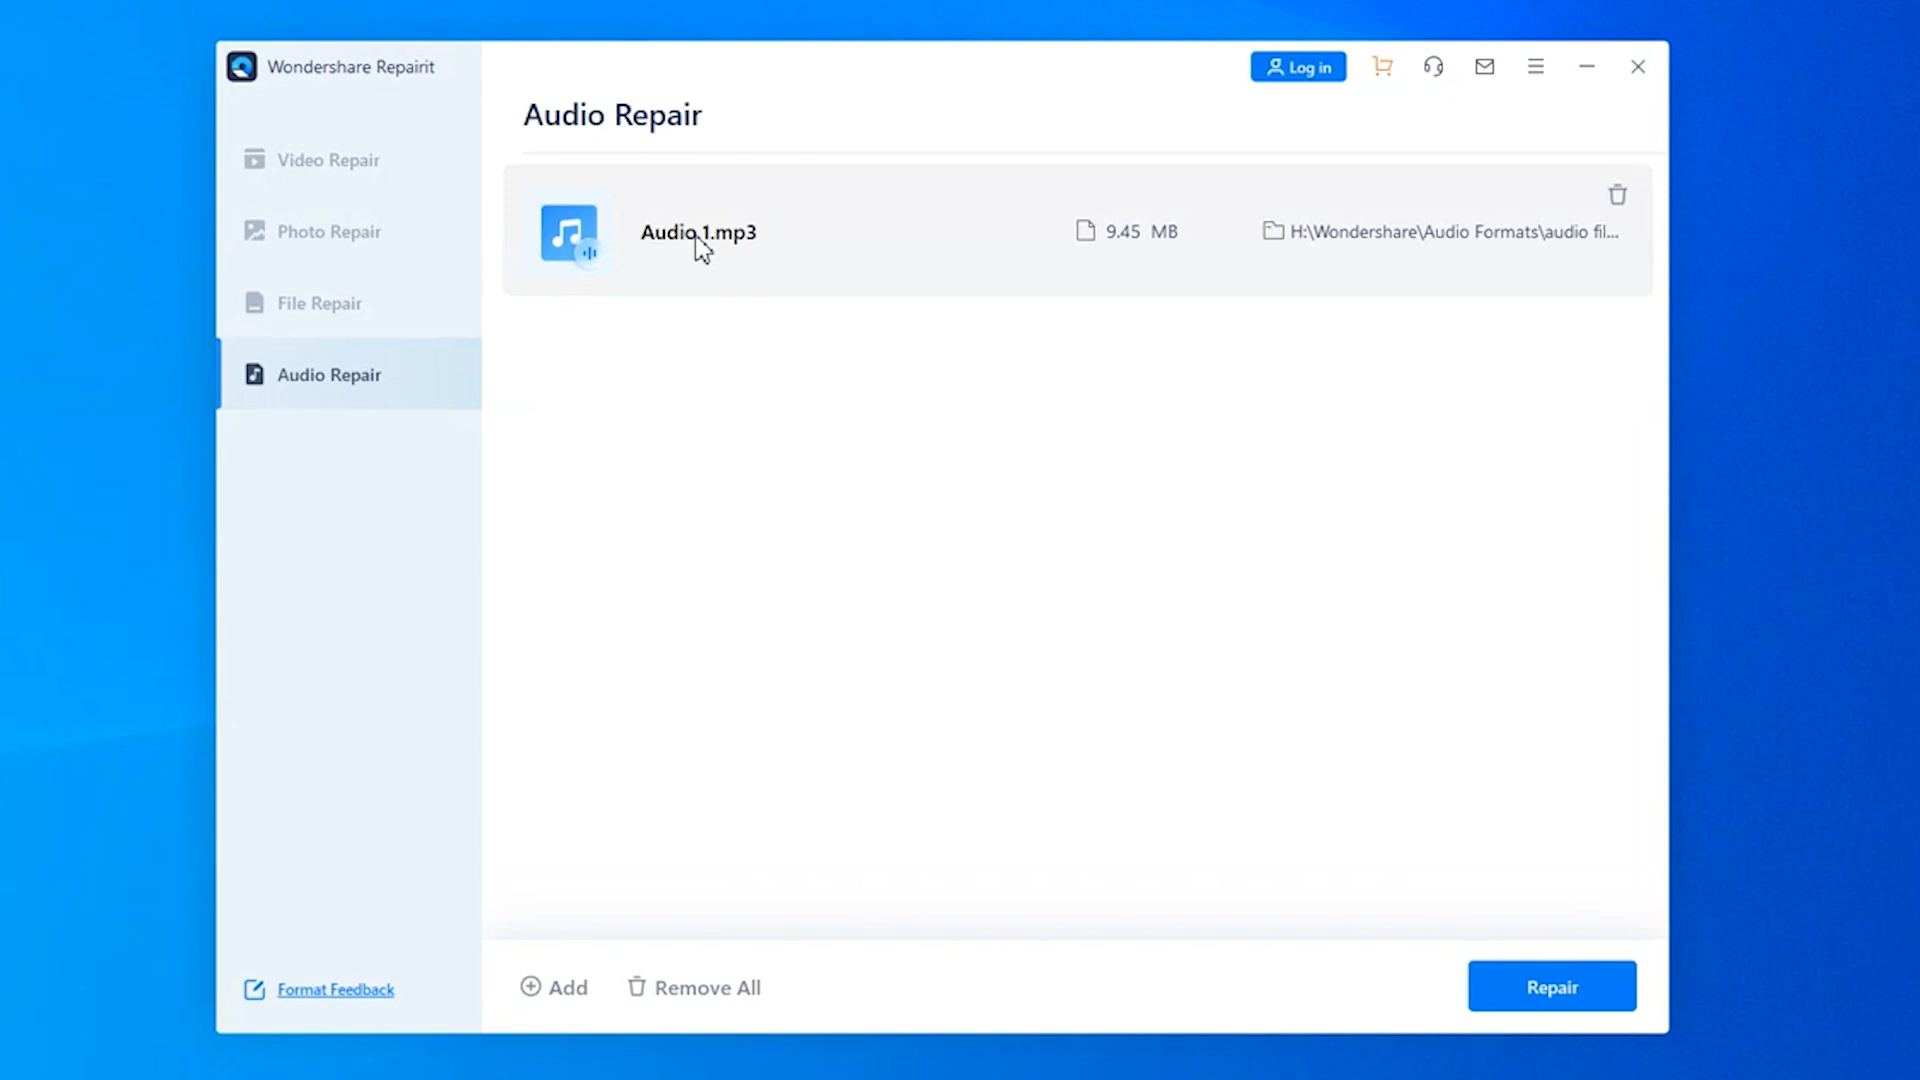 Wondershare Repairit
Log in
Audio Repair
Video Repair
Photo Repair
File Repair
Audio Repair
Audio 1.mp3
9.45 MB
H:\Wondershare\Audio Formats\audio fil...
Format Feedback
Add
Remove All
Repair